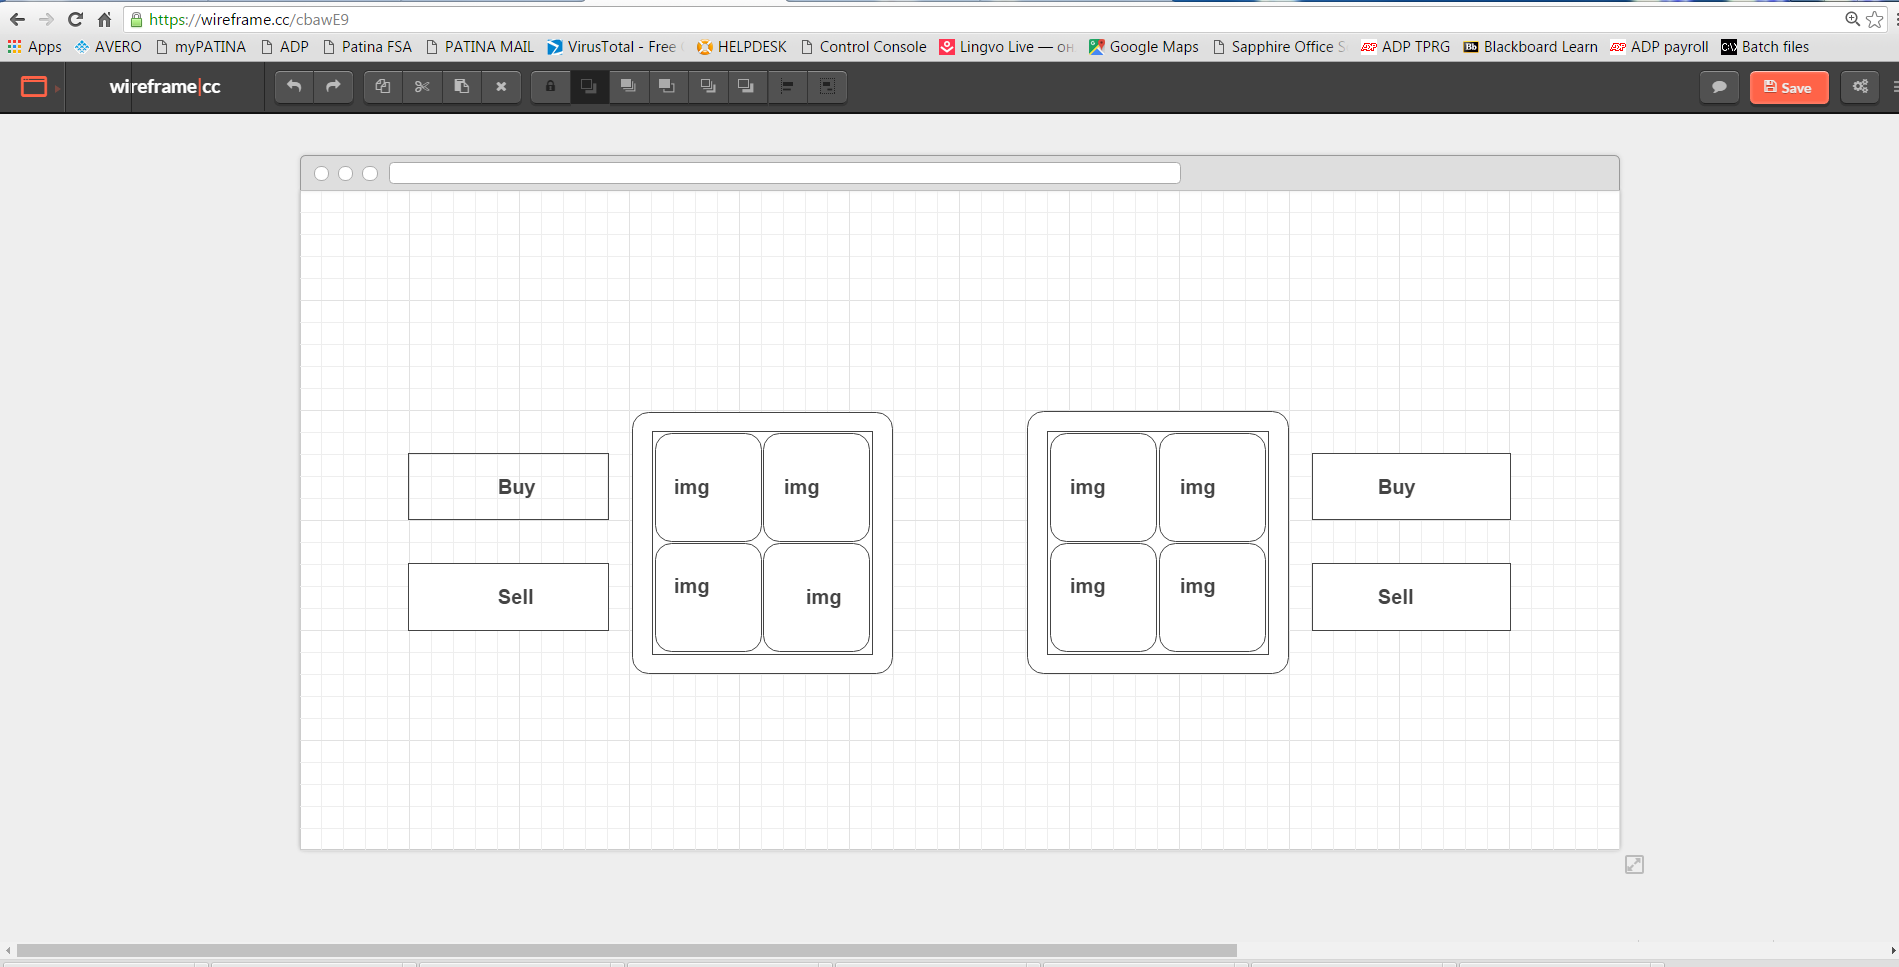 https://wireframe.cc/cbawE9
Apps AVERO myPATINA ADP Patina FSA PATINA MAIL VirusTotal - Free HELPDESK Control Console Lingvo Live — он Google Maps Sapphire Office S ADP TPRG Blackboard Learn ADP payroll Batch files
wireframe|cc Save
Buy img img img img Buy
Sell img img img img Sell